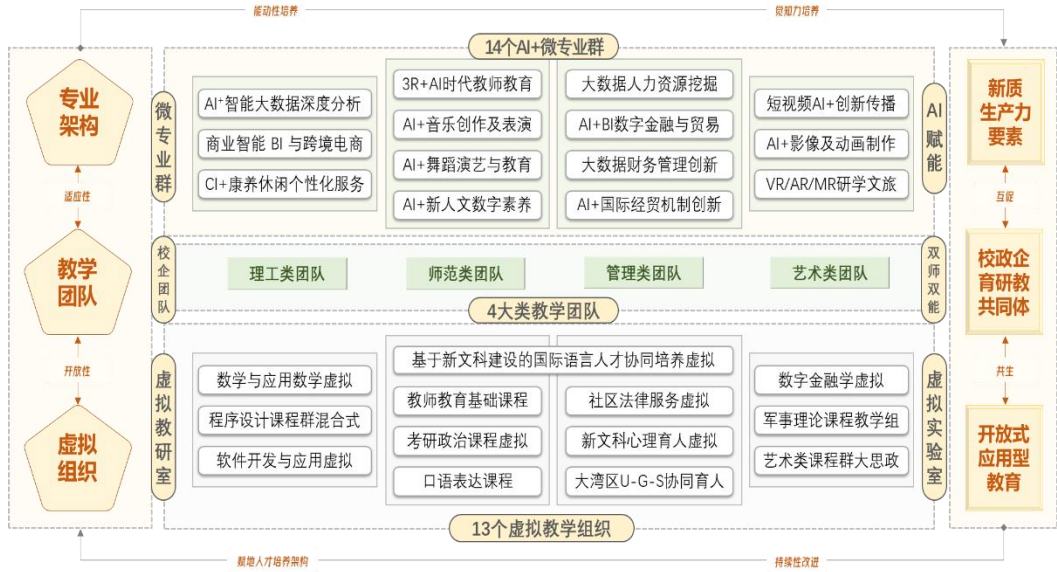 能动性培养
觉知力培养
14个AI+微专业群
专业
架构
适应性
教学
团队
开放性
虚拟
组织
微专业群
AI+智能大数据深度分析
商业智能 BI 与跨境电商
CI+康养休闲个性化服务
3R+AI时代教师教育
AI+音乐创作及表演
AI+舞蹈演艺与教育
AI+新人文数字素养
大数据人力资源挖掘
AI+BI数字金融与贸易
大数据财务管理创新
AI+国际经贸机制创新
短视频AI+创新传播
AI+影像及动画制作
VR/AR/MR研学文旅
AI赋能
校企团队
理工类团队
师范类团队
管理类团队
艺术类团队
双师双能
4大类教学团队
虚拟教研室
数学与应用数学虚拟
程序设计课程群混合式
软件开发与应用虚拟
基于新文科建设的国际语言人才协同培养虚拟
教师教育基础课程
考研政治课程虚拟
口语表达课程
社区法律服务虚拟
新文科心理育人虚拟
大湾区U-G-S协同育人
数字金融学虚拟
军事理论课程教学组
艺术类课程群大思政
虚拟实验室
13个虚拟教学组织
新质
生产力
要素
互促
校政企
育研教
共同体
共生
开放式
应用型
教育
人才培养架构
持续性改进